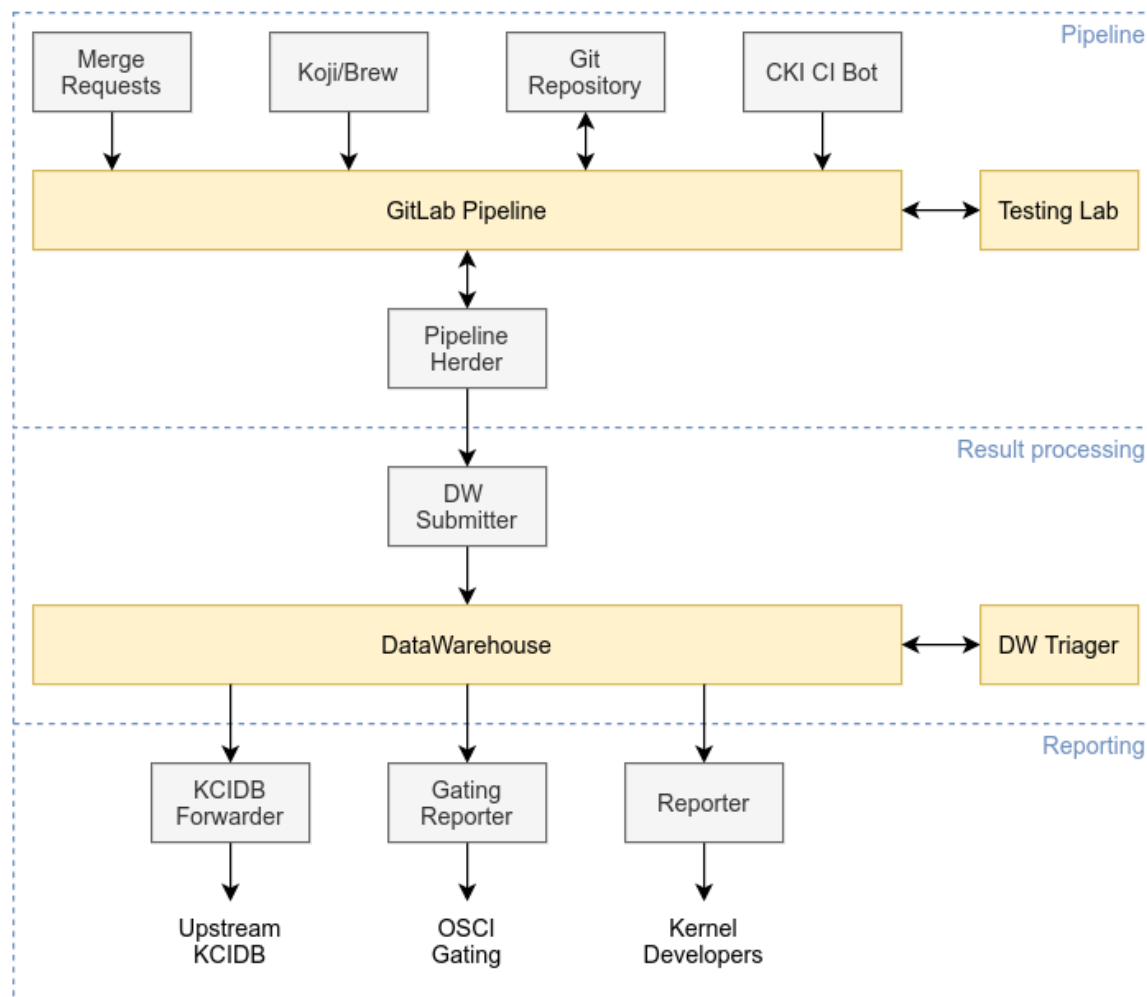 Pipeline
Merge
Requests
Koji/Brew
Git
Repository
CKI CI Bot
GitLab Pipeline
Testing Lab
Pipeline
Herder
Result processing
DW
Submitter
DataWarehouse
DW Triager
Reporting
KCIDB
Forwarder
Gating
Reporter
Reporter
Upstream
KCIDB
OSCI
Gating
Kernel
Developers